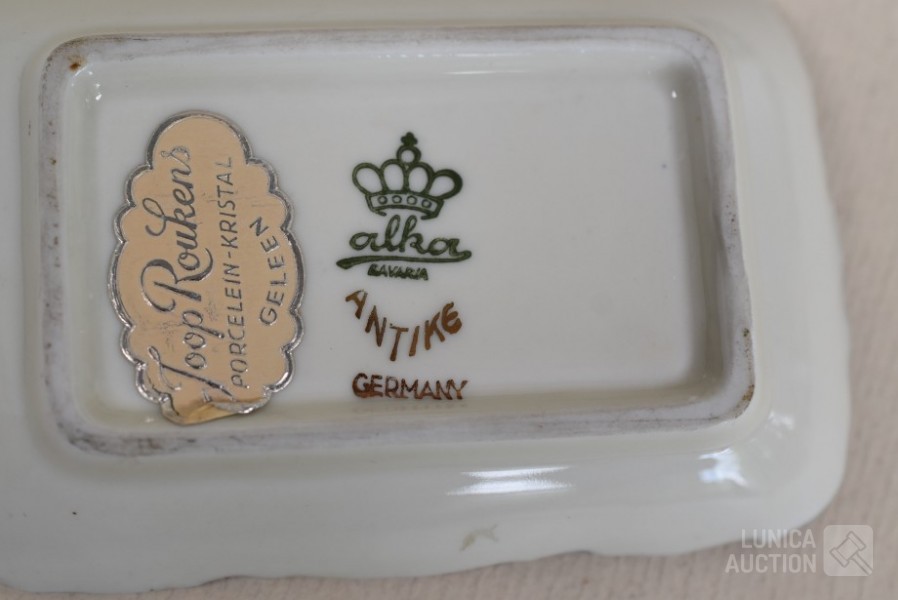 Joop Roukens
PORCELEIN-KRISTAL
GELEEN
alka
BAVARIA
ANTIKE
GERMANY
LUNICA
AUCTION